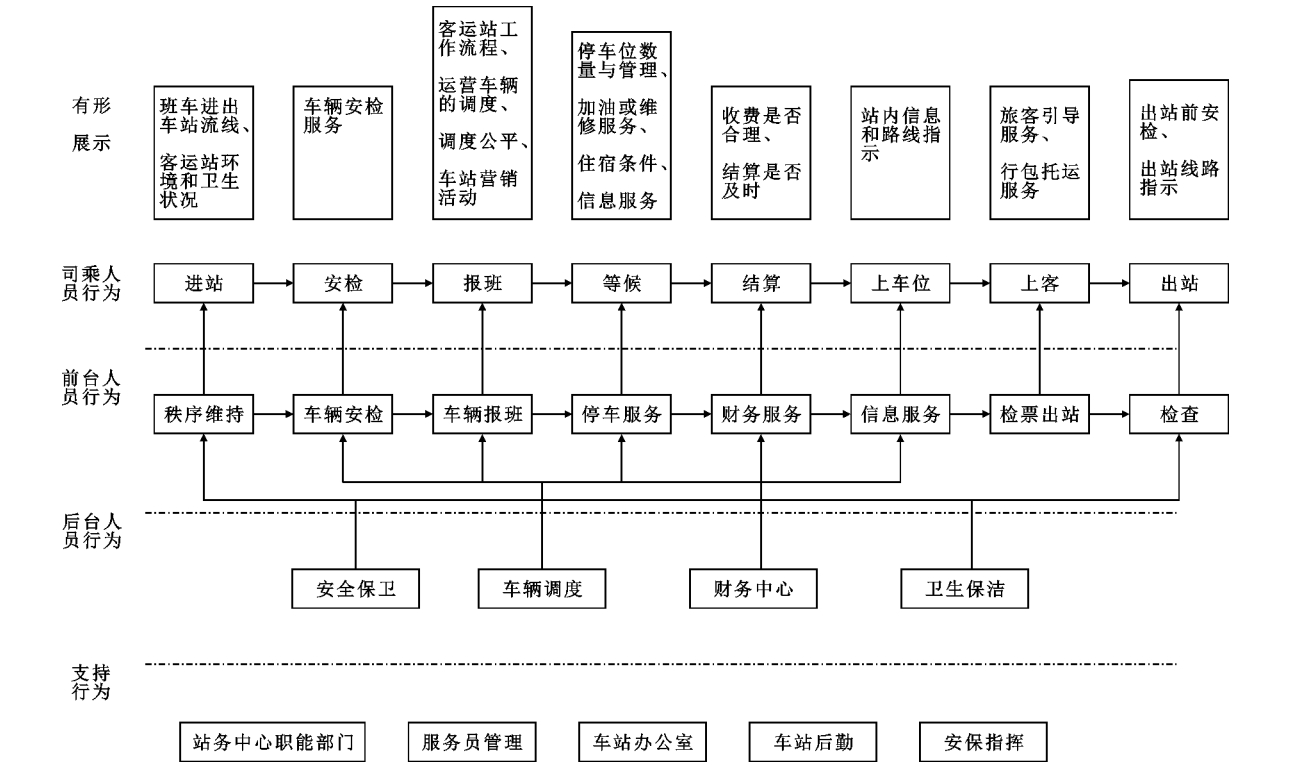 有形
展示
班车进出
车站流线、
客运站环
境和卫生
状况
车辆安检
服务
客运站工
作流程、
运营车辆
的调度、
调度公平、
车站营销
活动
停车位数
量与管理、
加油或维
修服务、
住宿条件、
信息服务
收费是否
合理、
结算是否
及时
站内信息
和路线指
示
旅客引导
服务、
行包托运
服务
出站前安
检、
出站线路
指示
司乘人
员行为
进站
安检
报班
等候
结算
上车位
上客
出站
前台人
员行为
秩序维持
车辆安检
车辆报班
停车服务
财务服务
信息服务
检票出站
检查
后台人
员行为
安全保卫
车辆调度
财务中心
卫生保洁
支持
行为
站务中心职能部门
服务员管理
车站办公室
车站后勤
安保指挥